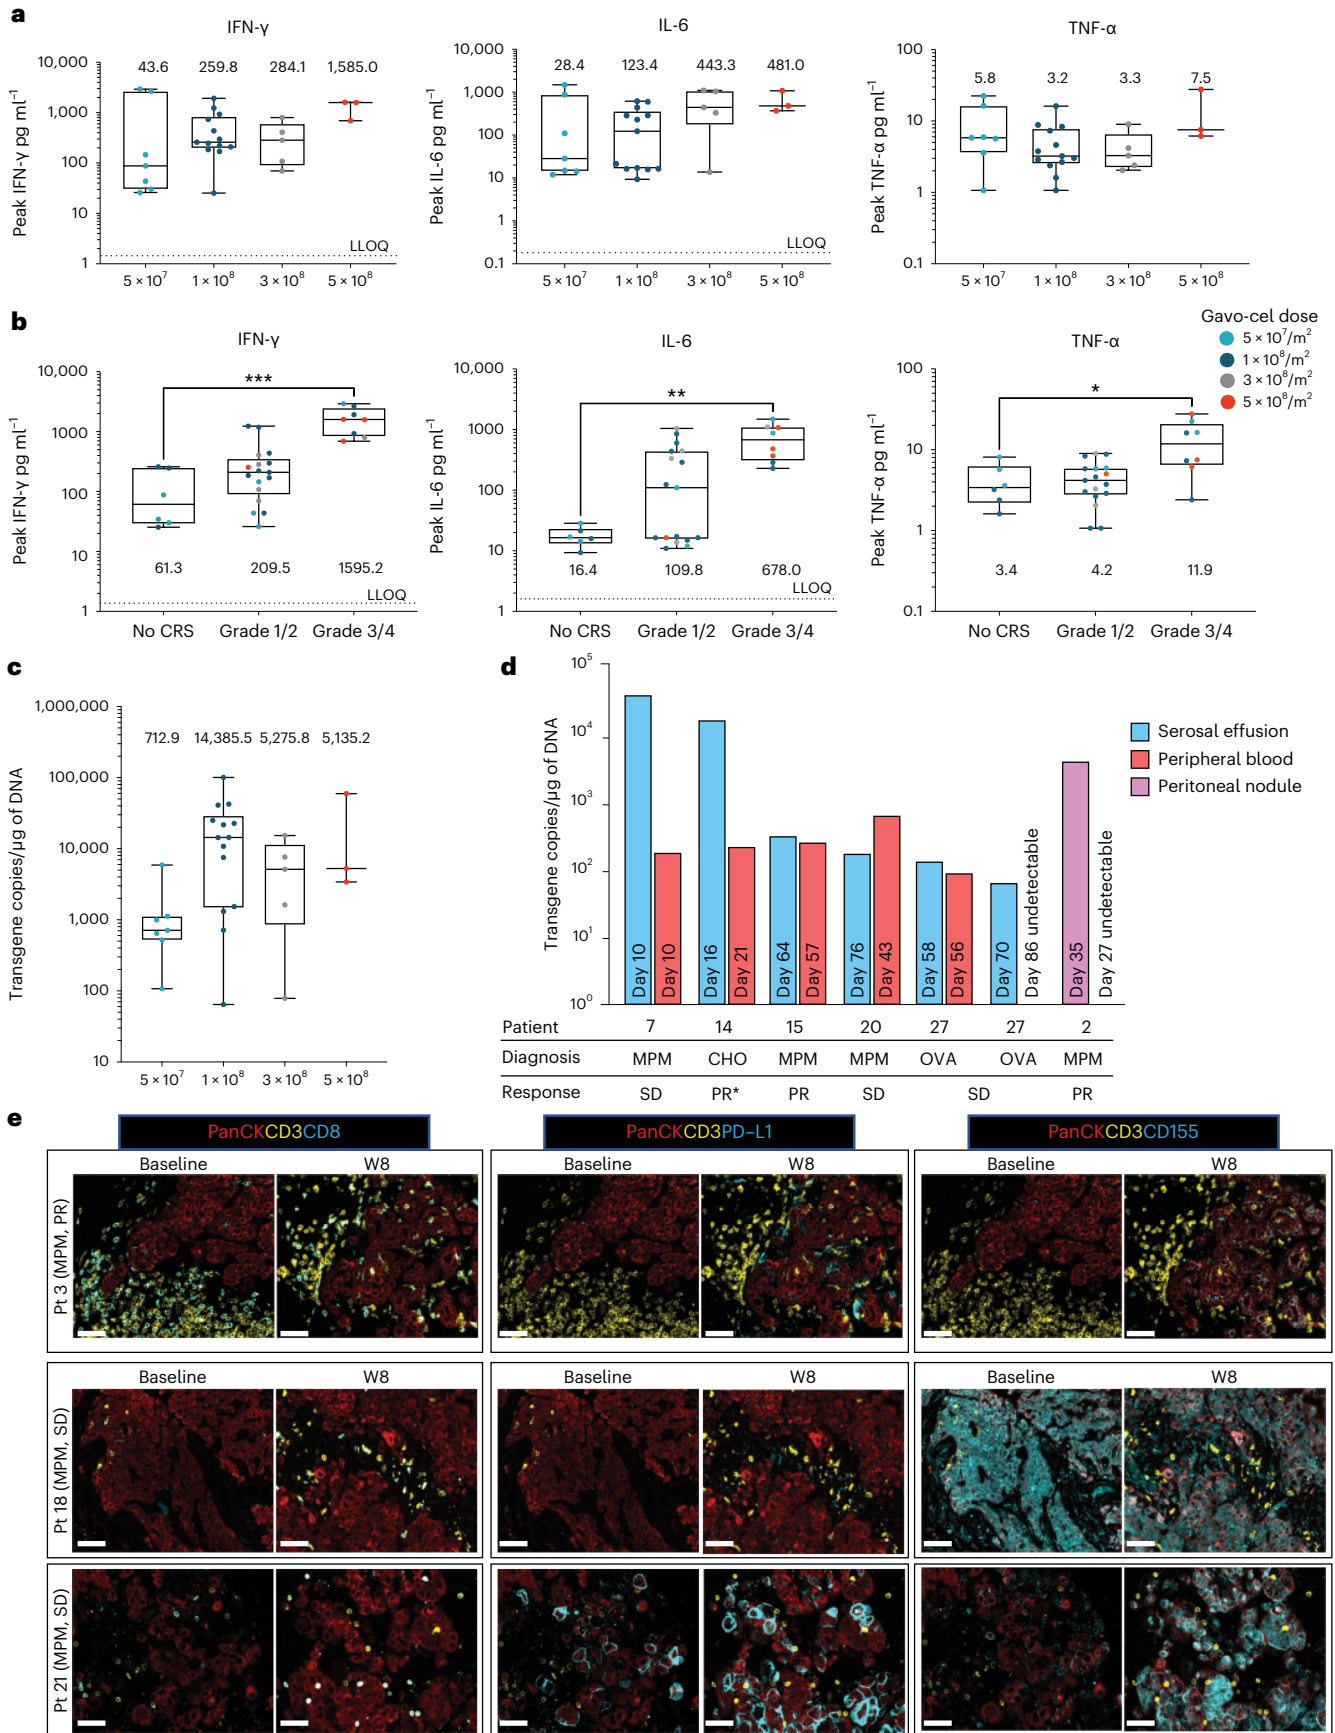 a
IFN-γ
IL-6
TNF-α
Peak IFN-γ pg ml⁻¹
10,000
1,000
100
10
1
43.6
259.8
284.1
1,585.0
LLOQ
5 × 10⁷
1 × 10⁸
3 × 10⁸
5 × 10⁸
Peak IL-6 pg ml⁻¹
10,000
1,000
100
10
1
0.1
28.4
123.4
443.3
481.0
LLOQ
5 × 10⁷
1 × 10⁸
3 × 10⁸
5 × 10⁸
Peak TNF-α pg ml⁻¹
100
10
1
0.1
5.8
3.2
3.3
7.5
5 × 10⁷
1 × 10⁸
3 × 10⁸
5 × 10⁸
b
Gavo-cel dose
5 × 10⁷/m²
1 × 10⁸/m²
3 × 10⁸/m²
5 × 10⁸/m²
IFN-γ
IL-6
TNF-α
Peak IFN-γ pg ml⁻¹
10,000
1000
100
10
1
***
61.3
209.5
1595.2
LLOQ
No CRS
Grade 1/2
Grade 3/4
Peak IL-6 pg ml⁻¹
10,000
1000
100
10
1
**
16.4
109.8
678.0
LLOQ
No CRS
Grade 1/2
Grade 3/4
Peak TNF-α pg ml⁻¹
100
10
1
0.1
*
3.4
4.2
11.9
No CRS
Grade 1/2
Grade 3/4
c
Transgene copies/µg of DNA
1,000,000
100,000
10,000
1,000
100
10
712.9
14,385.5
5,275.8
5,135.2
5 × 10⁷
1 × 10⁸
3 × 10⁸
5 × 10⁸
d
Transgene copies/µg of DNA
10⁵
10⁴
10³
10²
10¹
10⁰
Day 10
Day 10
Day 16
Day 21
Day 64
Day 57
Day 76
Day 43
Day 58
Day 56
Day 70
Day 86 undetectable
Day 35
Day 27 undetectable
Serosal effusion
Peripheral blood
Peritoneal nodule
Patient 7 14 15 20 27 27 2
Diagnosis MPM CHO MPM MPM OVA OVA MPM
Response SD PR* PR SD SD PR
e
PanCKCD3CD8
PanCKCD3PD–L1
PanCKCD3CD155
Pt 3 (MPM, PR)
Baseline W8
Baseline W8
Baseline W8
Pt 18 (MPM, SD)
Baseline W8
Baseline W8
Baseline W8
Pt 21 (MPM, SD)